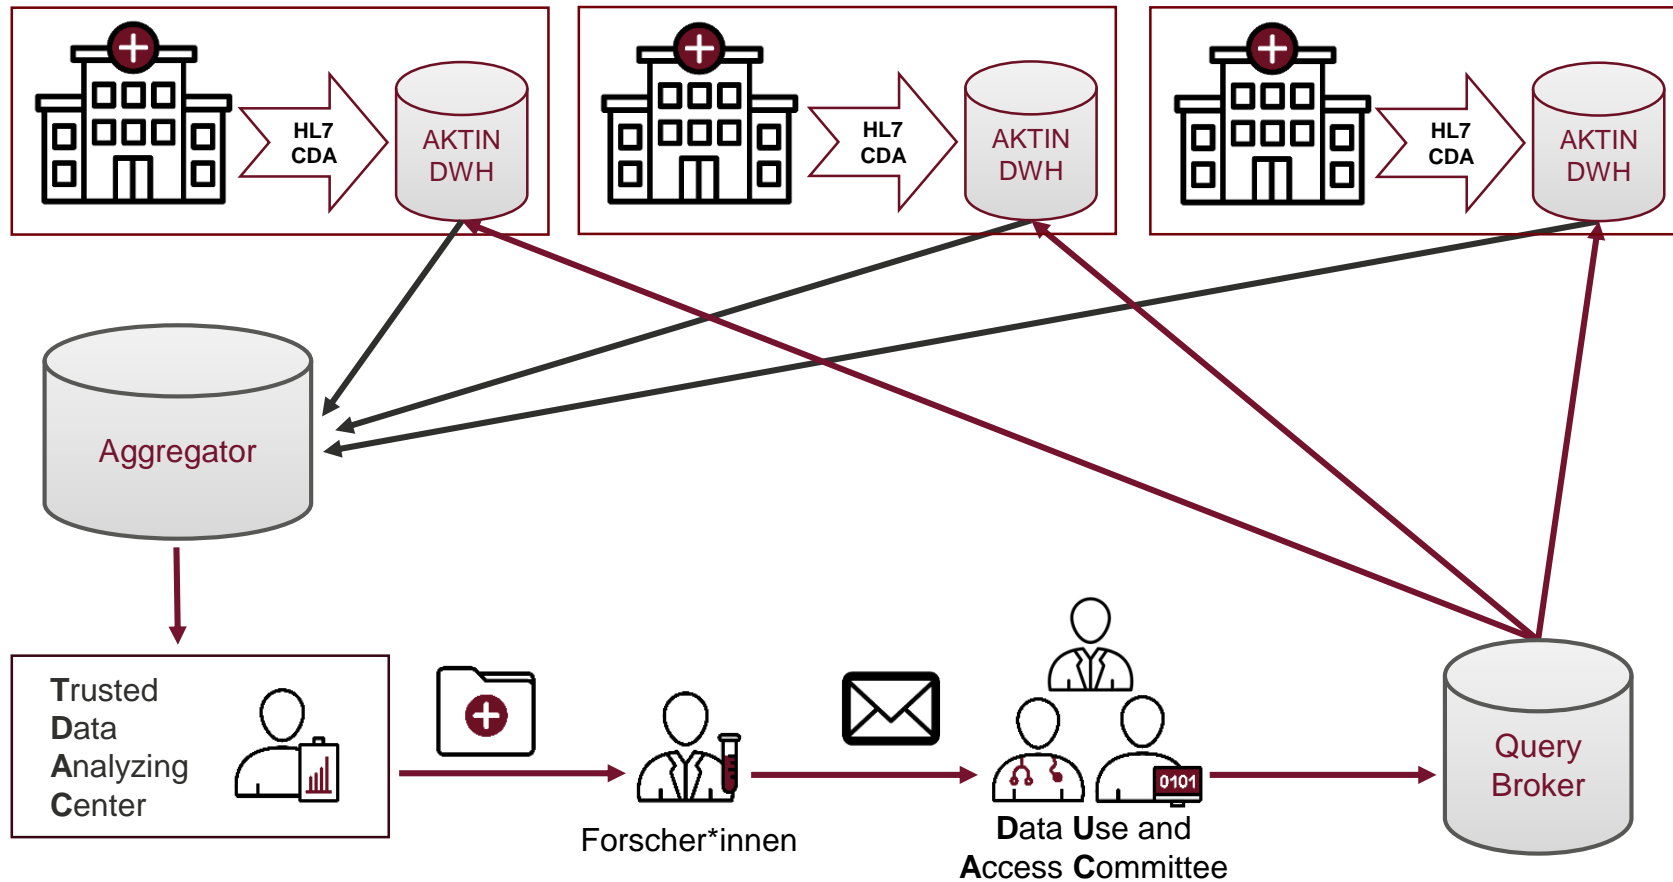 HL7
CDA
AKTIN
DWH
HL7
CDA
AKTIN
DWH
HL7
CDA
AKTIN
DWH
Aggregator
Trusted
Data
Analyzing
Center
Forscher*innen
0101
Data Use and
Access Committee
Query
Broker